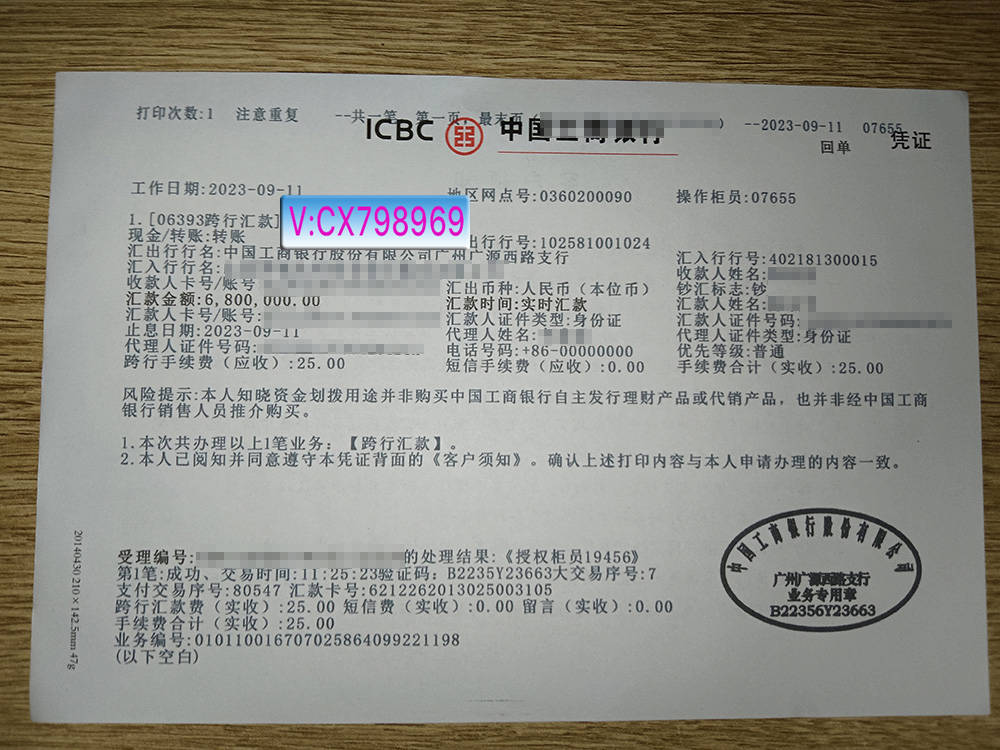 打印次数:1 注意重复 --共一笔，第一页，最末页( ) --2023-09-11 07655
ICBC 中国工商银行 凭证
回单
工作日期:2023-09-11 地区网点号:0360200090 操作柜员:07655
V:CX798969
1.[06393跨行汇款]
现金/转账:转账 出行行号:102581001024
汇出行行名:中国工商银行股份有限公司广州广源西路支行 汇入行行号:402181300015
汇入行行名: 收款人姓名:
收款人卡号/账号 汇出币种:人民币（本位币） 钞汇标志:钞
汇款金额:6,800,000.00 汇款时间:实时汇款 汇款人姓名:
汇款人卡号/账号: 汇款人证件类型:身份证 汇款人证件号码:
止息日期:2023-09-11 代理人姓名: 代理人证件类型:身份证
代理人证件号码: 电话号码:+86-00000000 优先等级:普通
跨行手续费（应收）:25.00 短信手续费（应收）:0.00 手续费合计（实收）:25.00
风险提示:本人知晓资金划拨用途并非购买中国工商银行自主发行理财产品或代销产品，也并非经中国工商
银行销售人员推介购买。
1.本次共办理以上1笔业务：【跨行汇款】。
2.本人已阅知并同意遵守本凭证背面的《客户须知》。确认上述打印内容与本人申请办理的内容一致。
受理编号: 的处理结果:《授权柜员19456》
第1笔:成功、交易时间:11:25:23验证码：B2235Y23663大交易序号:7
支付交易序号:80547 汇款卡号:6212262013025003105
跨行汇款费（实收）:25.00 短信费（实收）:0.00 留言（实收）:0.00
手续费合计（实收）:25.00
业务编号:010110016707025864099221198
(以下空白)
中国工商银行股份有限公司
广州广源西路支行
业务专用章
B22356Y23663
20140430 210×142.5mm 47g